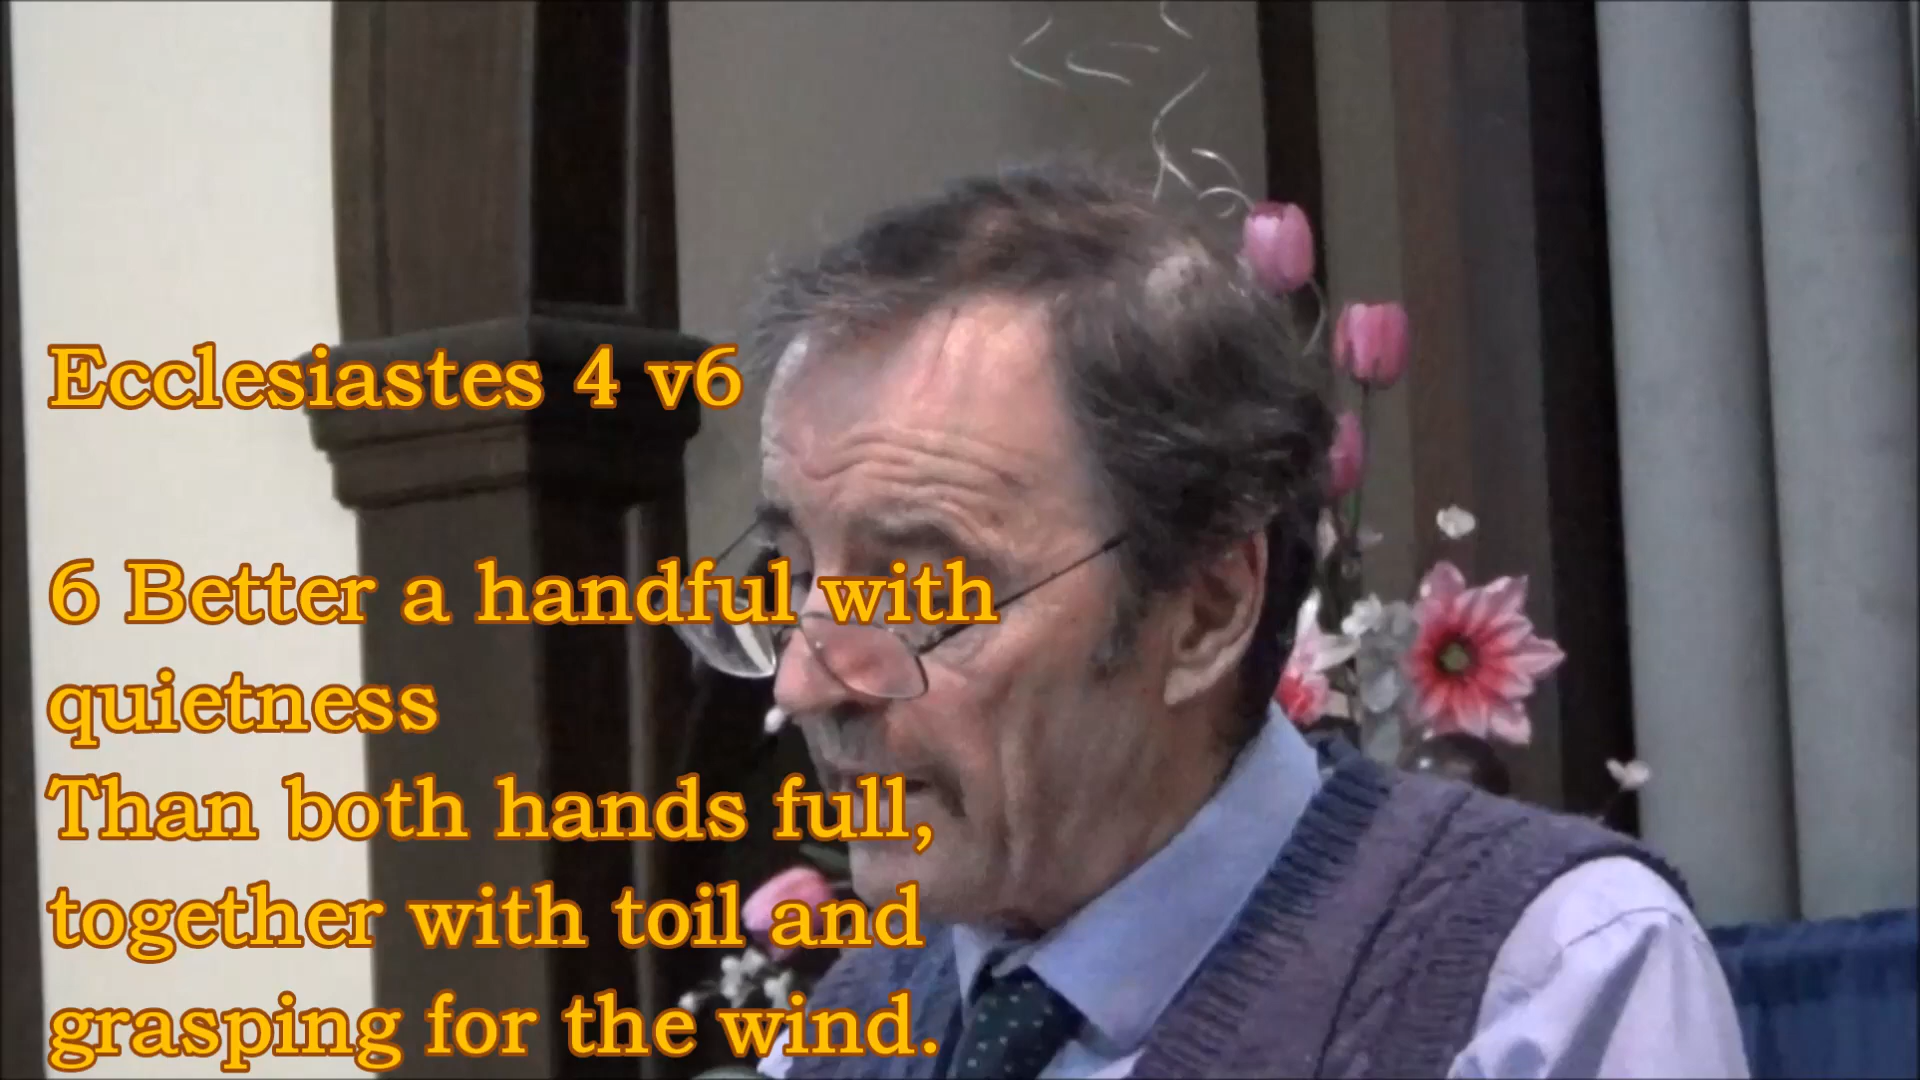 Ecclesiastes 4 v6
6 Better a handful with
quietness
Than both hands full,
together with toil and
grasping for the wind.